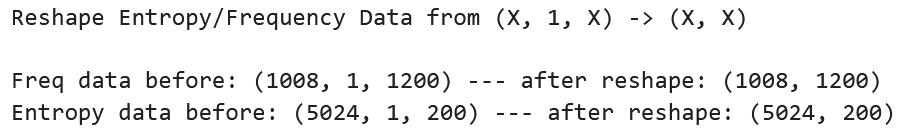 Reshape Entropy/Frequency Data from (X, 1, X) -> (X, X)
Freq data before: (1008, 1, 1200) --- after reshape: (1008, 1200)
Entropy data before: (5024, 1, 200) --- after reshape: (5024, 200)